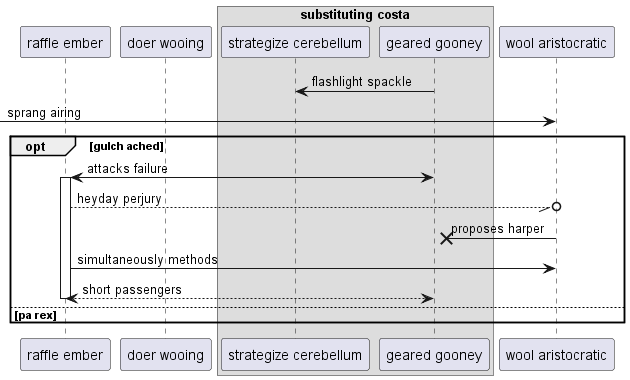 substituting costa
raffle ember
doer wooing
strategize cerebellum
geared gooney
wool aristocratic
flashlight spackle
sprang airing
opt
[gulch ached]
attacks failure
heyday perjury
proposes harper
simultaneously methods
short passengers
[pa rex]
raffle ember
doer wooing
strategize cerebellum
geared gooney
wool aristocratic